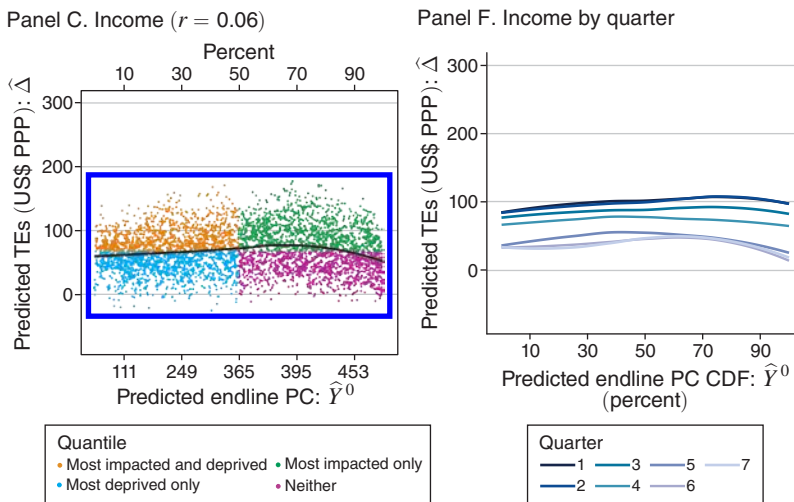 Panel C. Income (r = 0.06)
Percent
10 30 50 70 90
300
200
100
0
Predicted TEs (US$ PPP): Δ̂
111 249 365 395 453
Predicted endline PC: Ŷ⁰
Quantile
Most impacted and deprived
Most impacted only
Most deprived only
Neither
Panel F. Income by quarter
300
200
100
0
Predicted TEs (US$ PPP): Δ̂
10 30 50 70 90
Predicted endline PC CDF: Ŷ⁰
(percent)
Quarter
1 3 5 7
2 4 6